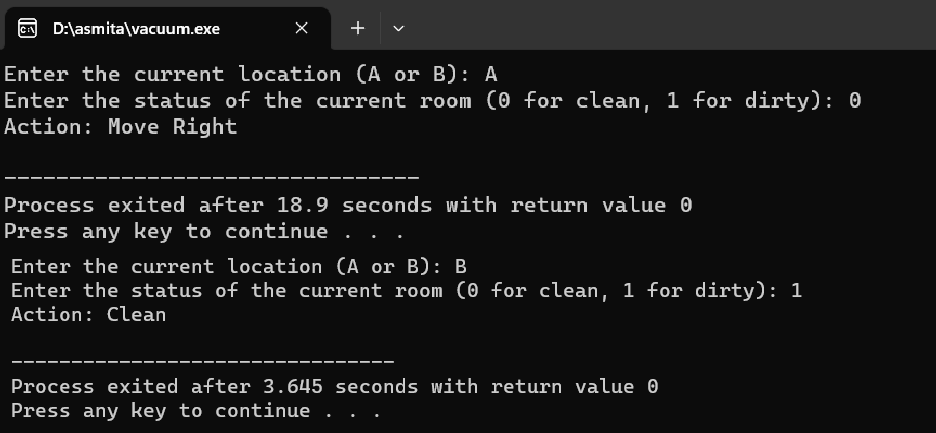 D:\asmita\vacuum.exe
Enter the current location (A or B): A
Enter the status of the current room (0 for clean, 1 for dirty): 0
Action: Move Right
--------------------------------
Process exited after 18.9 seconds with return value 0
Press any key to continue . . .
Enter the current location (A or B): B
Enter the status of the current room (0 for clean, 1 for dirty): 1
Action: Clean
--------------------------------
Process exited after 3.645 seconds with return value 0
Press any key to continue . . .